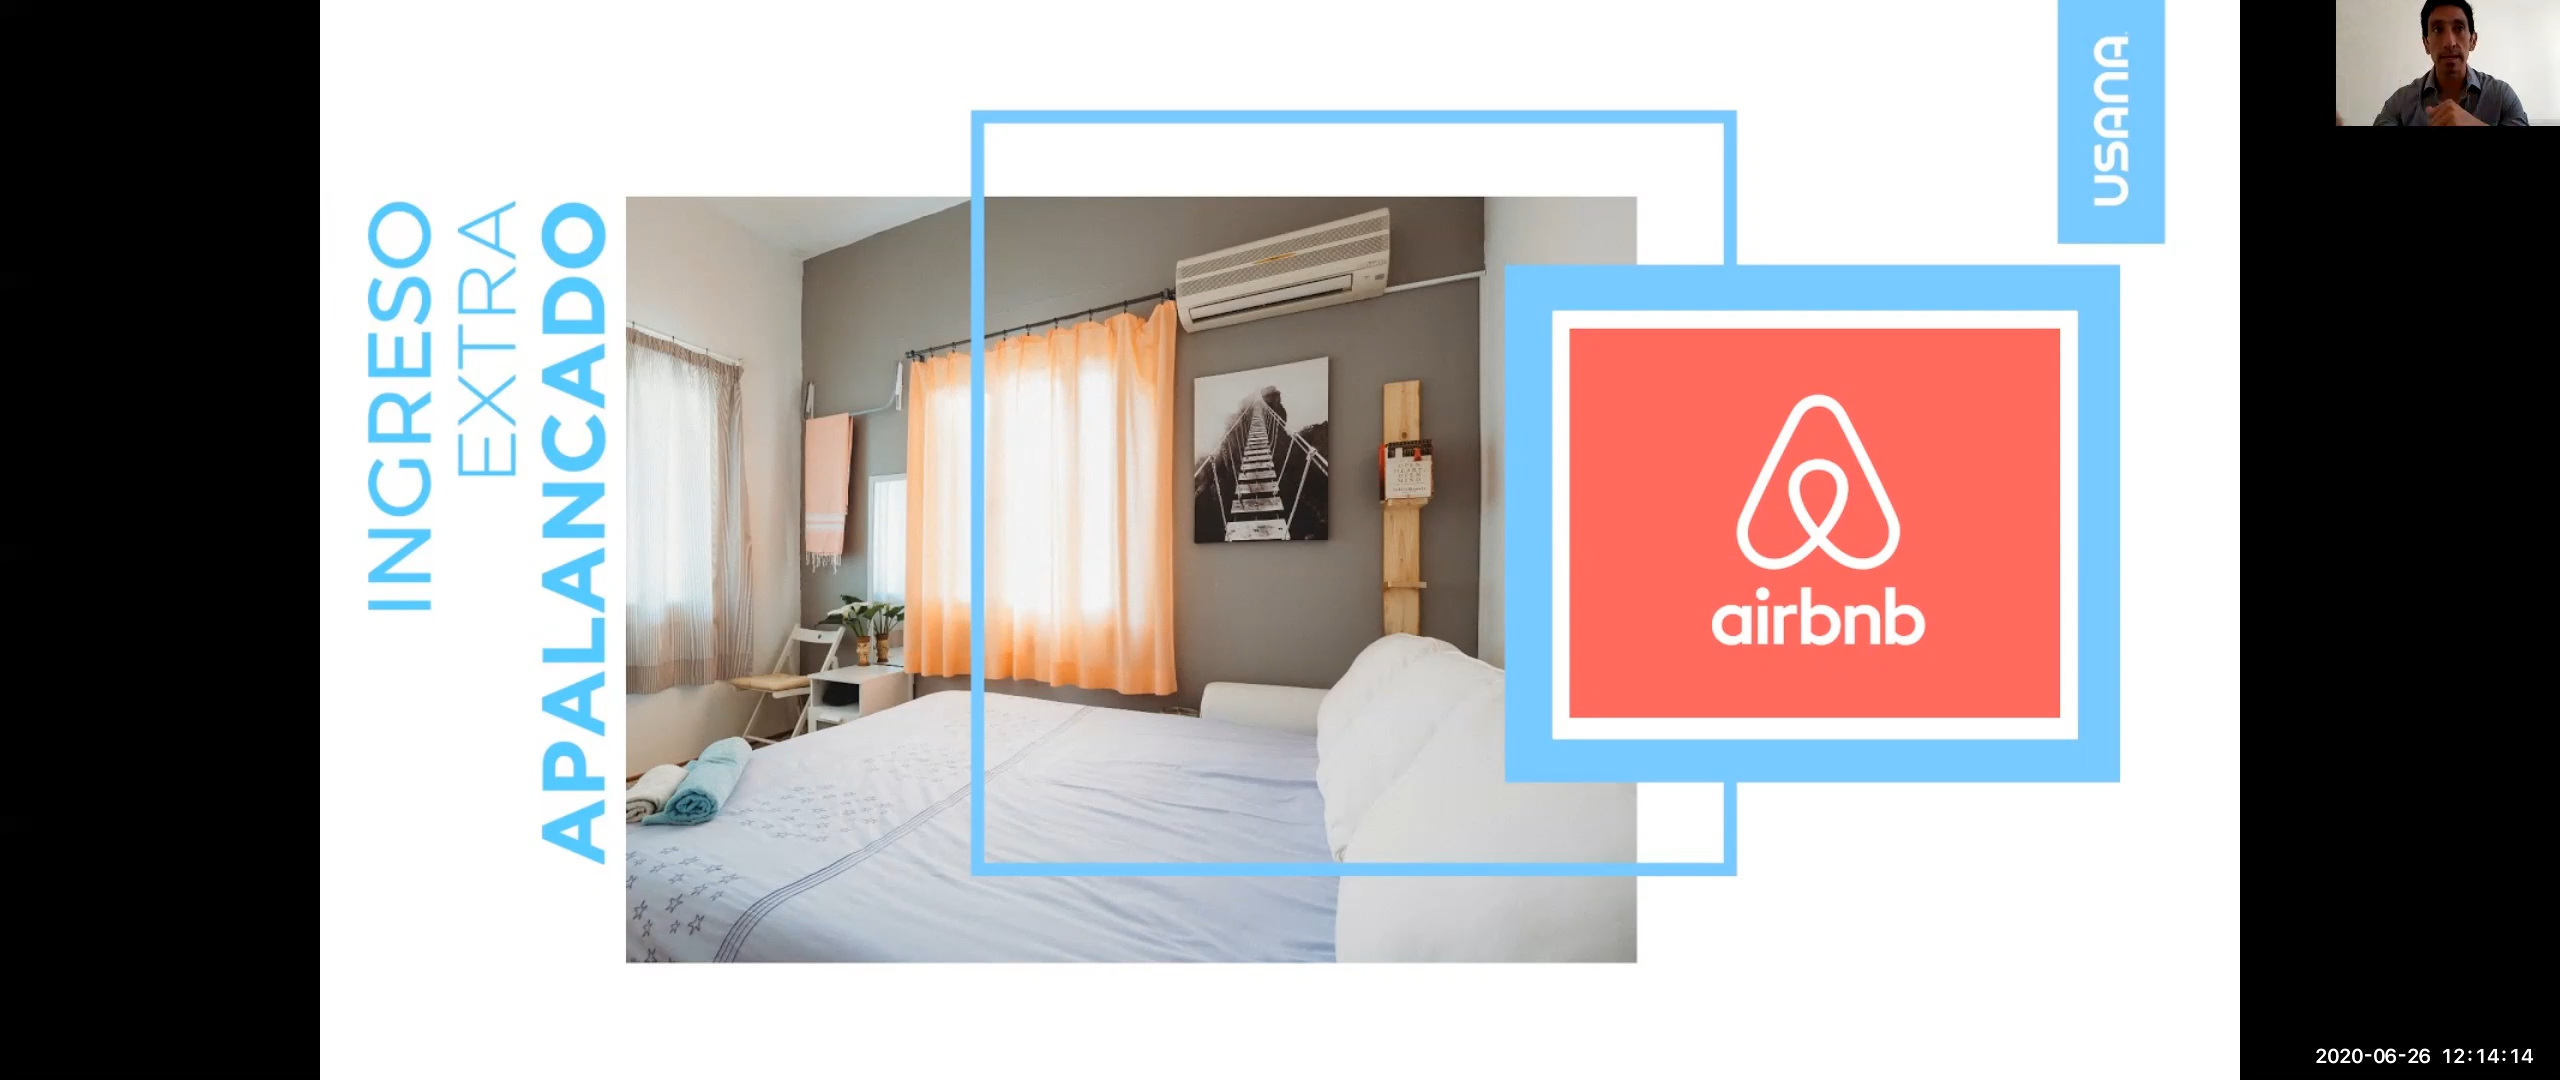 INGRESO
EXTRA
APALANCADO
USANA
airbnb
2020-06-26 12:14:14